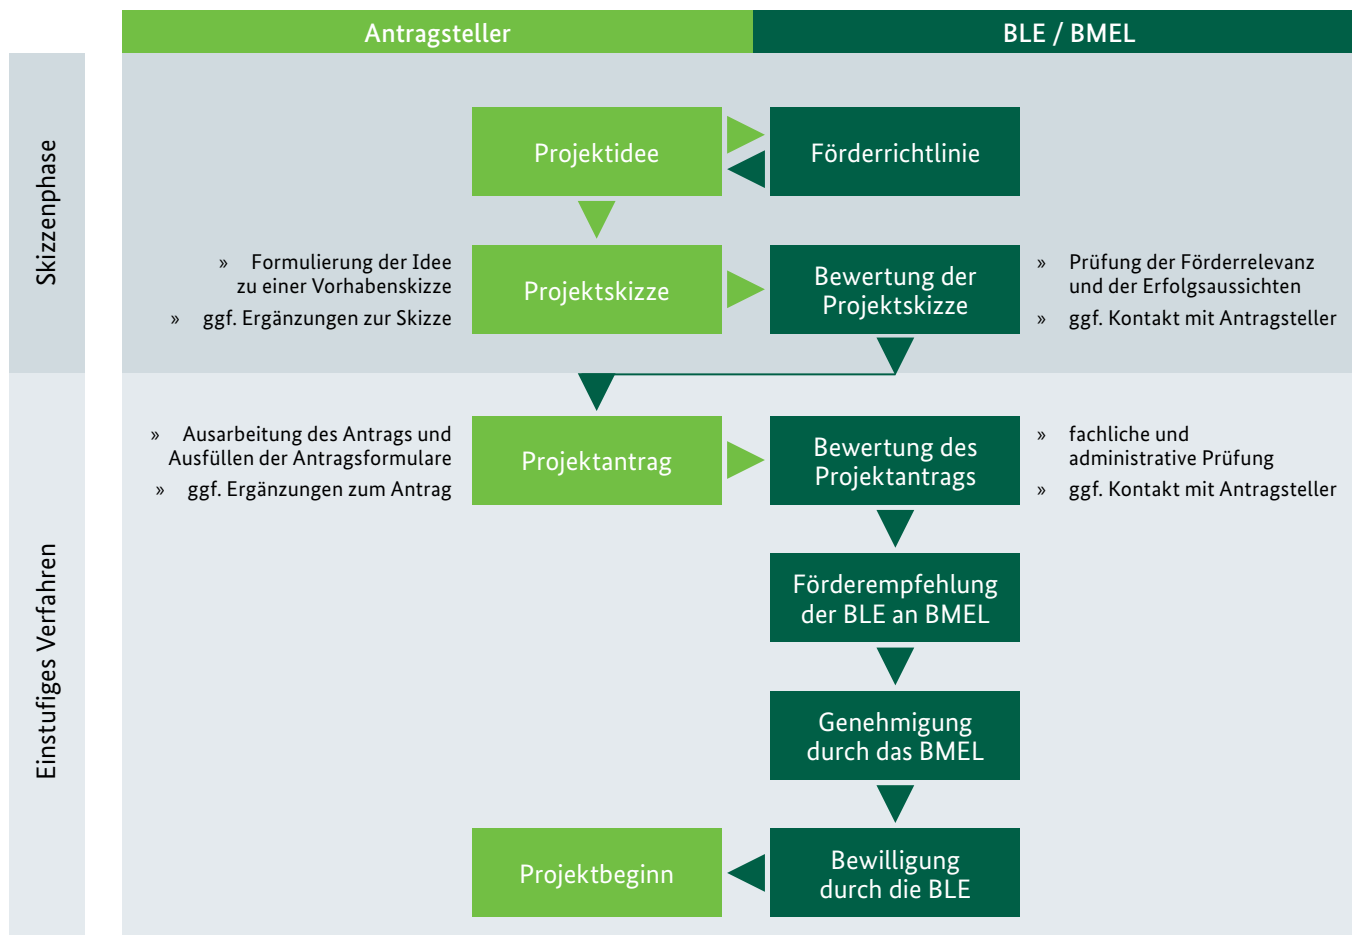 Antragsteller
BLE / BMEL
Skizzenphase
Projektidee
Förderrichtlinie
» Formulierung der Idee
zu einer Vorhabenskizze
» ggf. Ergänzungen zur Skizze
Projektskizze
Bewertung der
Projektskizze
» Prüfung der Förderrelevanz
und der Erfolgsaussichten
» ggf. Kontakt mit Antragsteller
Einstufiges Verfahren
» Ausarbeitung des Antrags und
Ausfüllen der Antragsformulare
» ggf. Ergänzungen zum Antrag
Projektantrag
Bewertung des
Projektantrags
» fachliche und
administrative Prüfung
» ggf. Kontakt mit Antragsteller
Förderempfehlung
der BLE an BMEL
Genehmigung
durch das BMEL
Projektbeginn
Bewilligung
durch die BLE